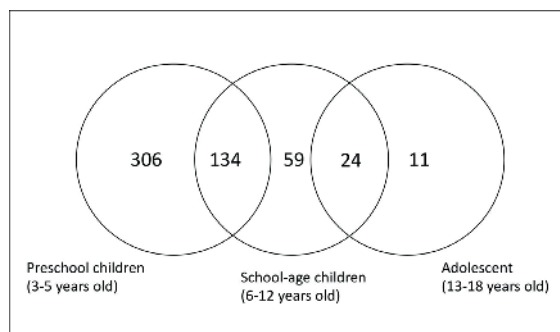 306 134 59 24 11
Preschool children
(3-5 years old)
School-age children
(6-12 years old)
Adolescent
(13-18 years old)